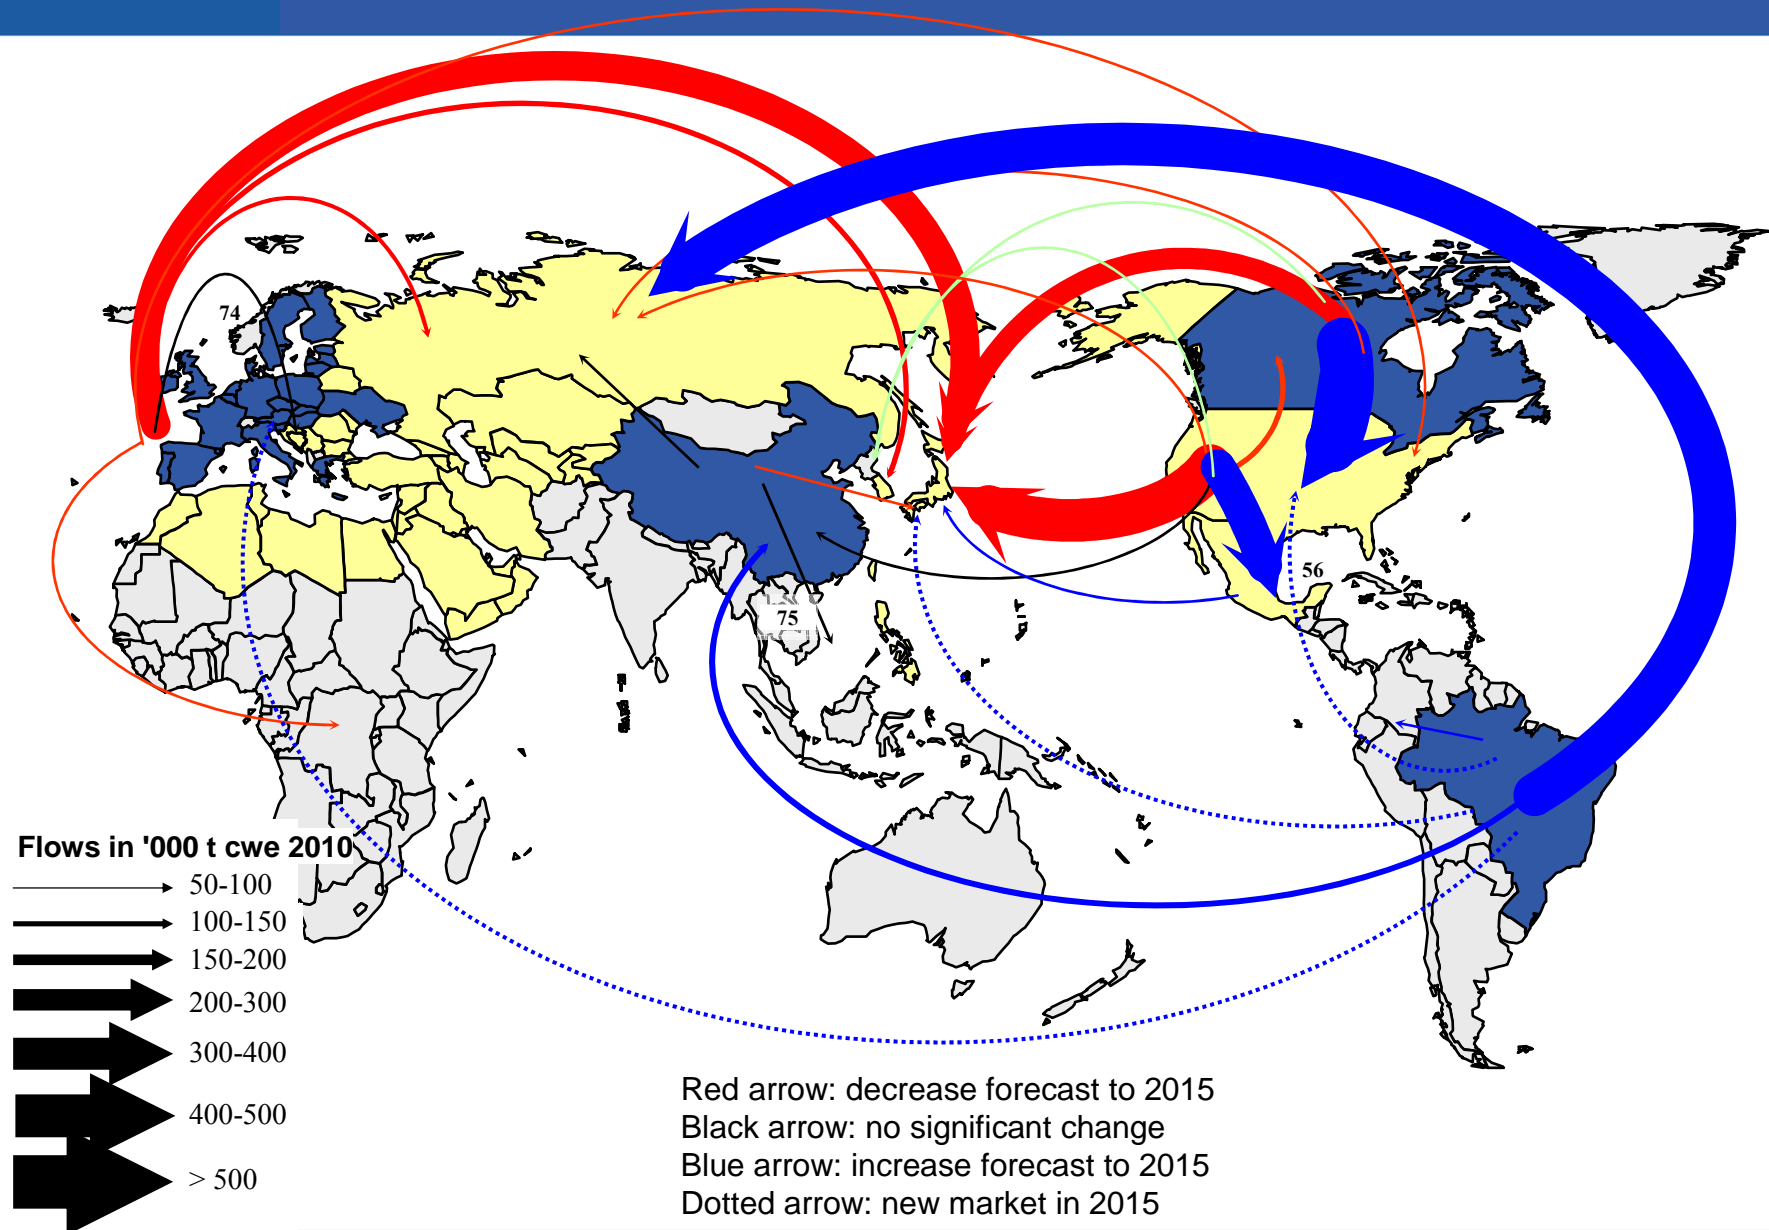 74
75
56
Flows in '000 t cwe 2010
50-100
100-150
150-200
200-300
300-400
400-500
> 500
Red arrow: decrease forecast to 2015
Black arrow: no significant change
Blue arrow: increase forecast to 2015
Dotted arrow: new market in 2015